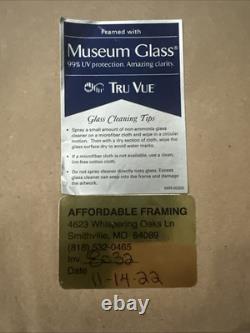 Framed with
Museum Glass®
99% UV protection. Amazing clarity.
TRU VUE
Glass Cleaning Tips
• Spray a small amount of non-ammonia glass
cleaner on a microfiber cloth and wipe in a circular
motion. Then with a dry section of cloth, wipe the
glass surface dry to avoid water marks.
• If a microfiber cloth is not available, use a clean,
lint-free cotton cloth.
• Do not spray cleaner directly onto glass. Excess
glass cleaner can seep into the frame and damage
the artwork.
AFFORDABLE FRAMING
4623 Whispering Oaks Ln
Smithville, MO 64089
(816) 532-0465
Inv. 8032
Date
11-14-22